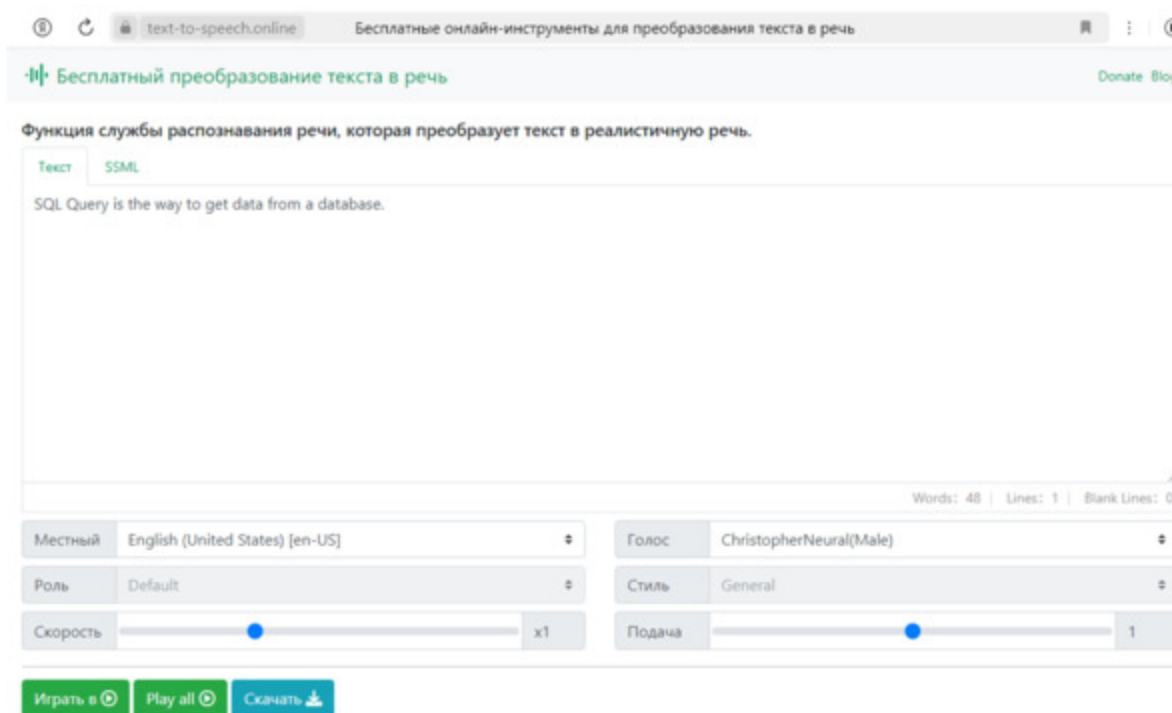 text-to-speech.online Бесплатные онлайн-инструменты для преобразования текста в речь
Бесплатный преобразование текста в речь Donate Blog
Функция службы распознавания речи, которая преобразует текст в реалистичную речь.
Текст SSML
SQL Query is the way to get data from a database.
Words: 48 | Lines: 1 | Blank Lines: 0
Местный English (United States) [en-US] Голос ChristopherNeural(Male)
Роль Default Стиль General
Скорость x1 Подача 1
Играть в Play all Скачать